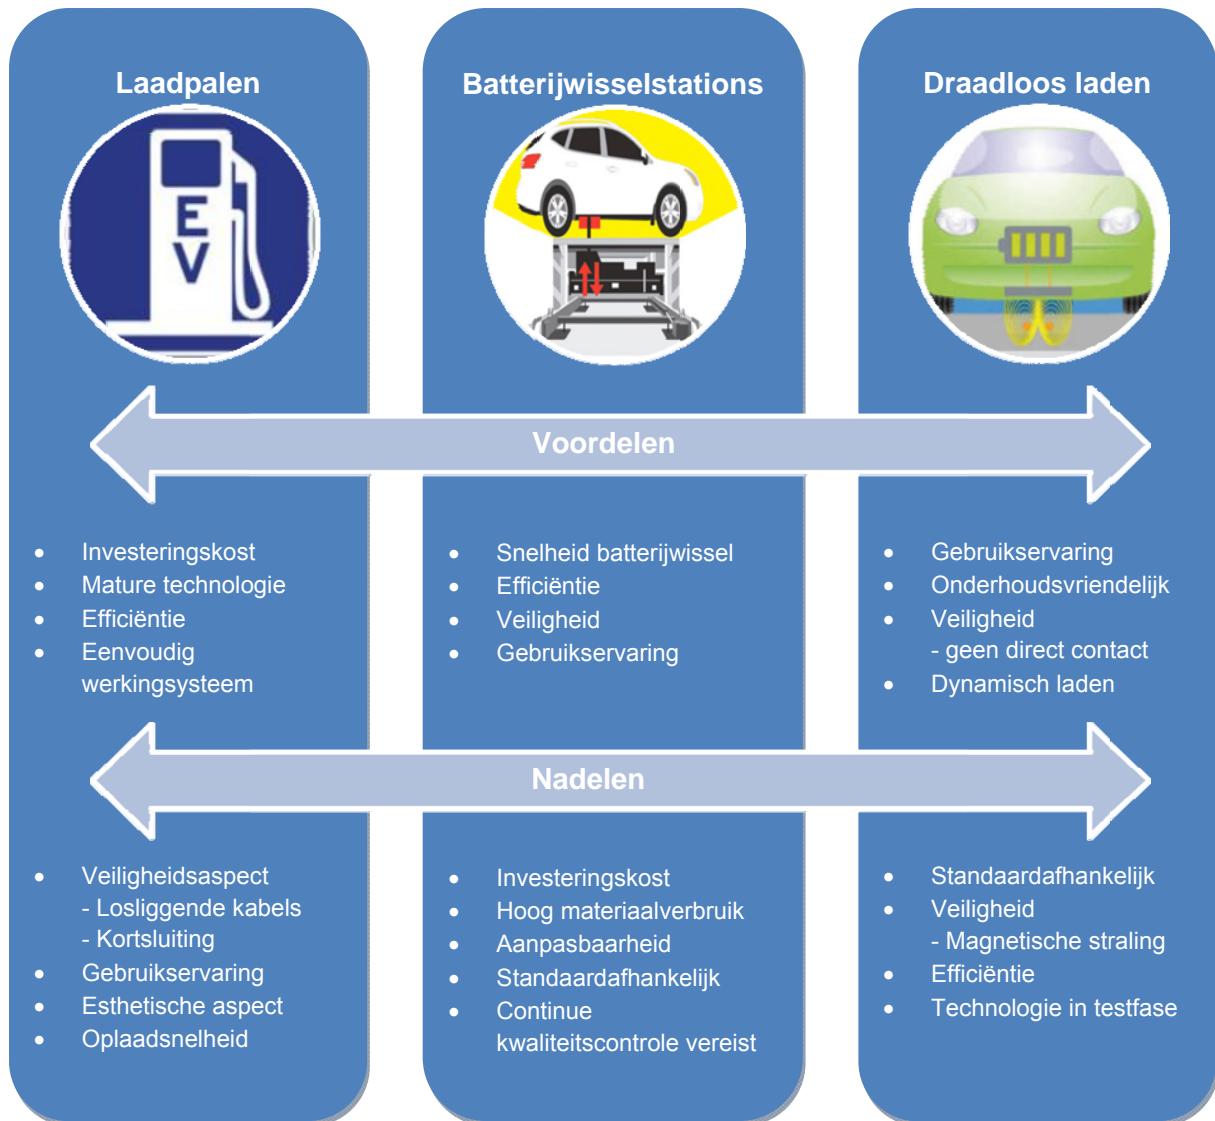 Laadpalen
EV
Batterijwisselstations
Draadloos laden
Voordelen
• Investeringskost
• Mature technologie
• Efficiëntie
• Eenvoudig
werkingsysteem
• Snelheid batterijwissel
• Efficiëntie
• Veiligheid
• Gebruikservaring
• Gebruikservaring
• Onderhoudsvriendelijk
• Veiligheid
- geen direct contact
• Dynamisch laden
Nadelen
• Veiligheidsaspect
- Losliggende kabels
- Kortsluiting
• Gebruikservaring
• Esthetische aspect
• Oplaadsnelheid
• Investeringskost
• Hoog materiaalverbruik
• Aanpasbaarheid
• Standaardafhankelijk
• Continue
kwaliteitscontrole vereist
• Standaardafhankelijk
• Veiligheid
- Magnetische straling
• Efficiëntie
• Technologie in testfase